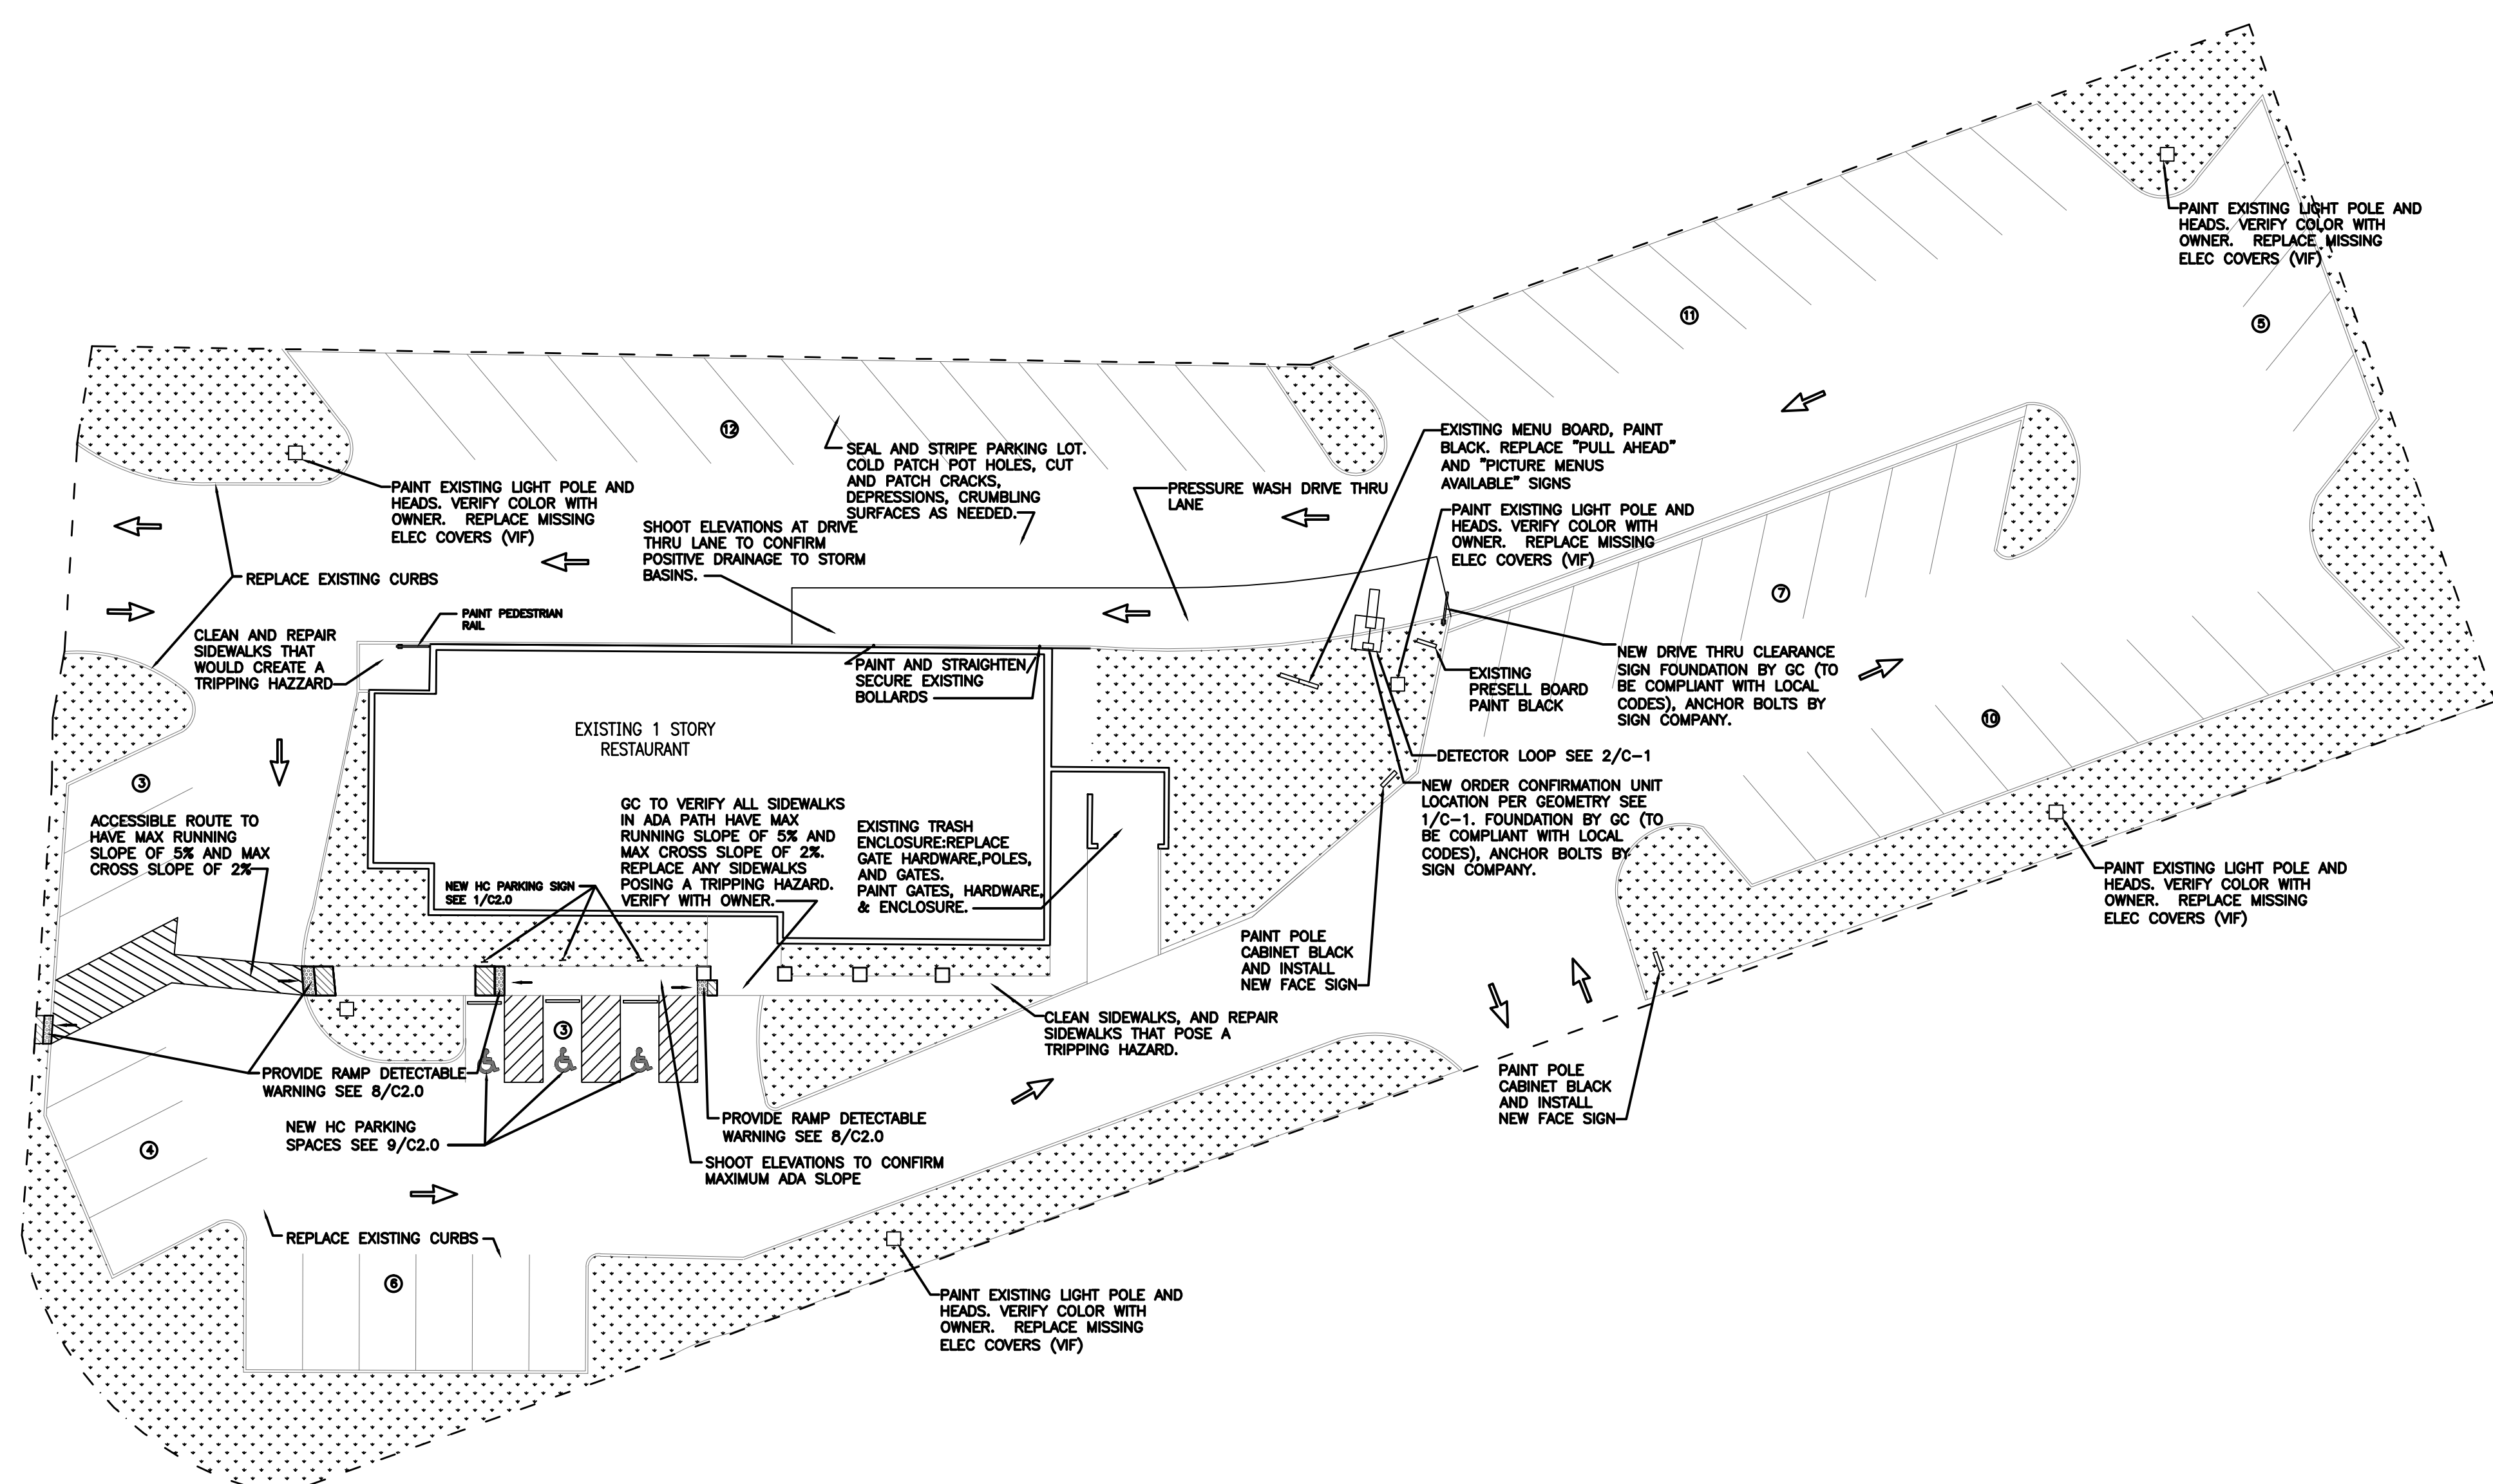 PAINT EXISTING LIGHT POLE AND
HEADS. VERIFY COLOR WITH
OWNER. REPLACE MISSING
ELEC COVERS (VIF)
11
5
12
EXISTING MENU BOARD, PAINT
BLACK. REPLACE "PULL AHEAD"
AND "PICTURE MENUS
AVAILABLE" SIGNS
SEAL AND STRIPE PARKING LOT.
COLD PATCH POT HOLES, CUT
AND PATCH CRACKS,
DEPRESSIONS, CRUMBLING
SURFACES AS NEEDED.
PAINT EXISTING LIGHT POLE AND
HEADS. VERIFY COLOR WITH
OWNER. REPLACE MISSING
ELEC COVERS (VIF)
PRESSURE WASH DRIVE THRU
LANE
PAINT EXISTING LIGHT POLE AND
HEADS. VERIFY COLOR WITH
OWNER. REPLACE MISSING
ELEC COVERS (VIF)
SHOOT ELEVATIONS AT DRIVE
THRU LANE TO CONFIRM
POSITIVE DRAINAGE TO STORM
BASINS.
REPLACE EXISTING CURBS
7
PAINT PEDESTRIAN
RAIL
CLEAN AND REPAIR
SIDEWALKS THAT
WOULD CREATE A
TRIPPING HAZZARD
PAINT AND STRAIGHTEN/
SECURE EXISTING
BOLLARDS
EXISTING
PRESELL BOARD
PAINT BLACK
NEW DRIVE THRU CLEARANCE
SIGN FOUNDATION BY GC (TO
BE COMPLIANT WITH LOCAL
CODES), ANCHOR BOLTS BY
SIGN COMPANY.
EXISTING 1 STORY
RESTAURANT
10
DETECTOR LOOP SEE 2/C-1
3
NEW ORDER CONFIRMATION UNIT
LOCATION PER GEOMETRY SEE
1/C-1. FOUNDATION BY GC (TO
BE COMPLIANT WITH LOCAL
CODES), ANCHOR BOLTS BY
SIGN COMPANY.
ACCESSIBLE ROUTE TO
HAVE MAX RUNNING
SLOPE OF 5% AND MAX
CROSS SLOPE OF 2%
GC TO VERIFY ALL SIDEWALKS
IN ADA PATH HAVE MAX
RUNNING SLOPE OF 5% AND
MAX CROSS SLOPE OF 2%.
REPLACE ANY SIDEWALKS
POSING A TRIPPING HAZARD.
VERIFY WITH OWNER.
EXISTING TRASH
ENCLOSURE:REPLACE
GATE HARDWARE,POLES,
AND GATES.
PAINT GATES, HARDWARE,
& ENCLOSURE.
NEW HC PARKING SIGN
SEE 1/C2.0
PAINT EXISTING LIGHT POLE AND
HEADS. VERIFY COLOR WITH
OWNER. REPLACE MISSING
ELEC COVERS (VIF)
PAINT POLE
CABINET BLACK
AND INSTALL
NEW FACE SIGN
3
CLEAN SIDEWALKS, AND REPAIR
SIDEWALKS THAT POSE A
TRIPPING HAZARD.
PROVIDE RAMP DETECTABLE
WARNING SEE 8/C2.0
PAINT POLE
CABINET BLACK
AND INSTALL
NEW FACE SIGN
NEW HC PARKING
SPACES SEE 9/C2.0
PROVIDE RAMP DETECTABLE
WARNING SEE 8/C2.0
4
SHOOT ELEVATIONS TO CONFIRM
MAXIMUM ADA SLOPE
REPLACE EXISTING CURBS
6
PAINT EXISTING LIGHT POLE AND
HEADS. VERIFY COLOR WITH
OWNER. REPLACE MISSING
ELEC COVERS (VIF)